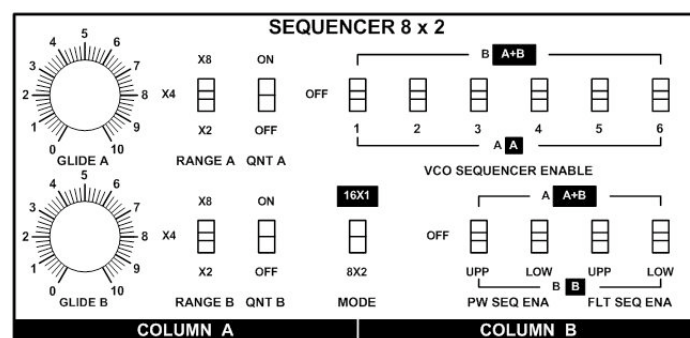 SEQUENCER 8 x 2
4 5 6
3 7
2 8
1 9
0 10
GLIDE A
X8 ON
X4
X2 OFF
RANGE A QNT A
B A+B
OFF
1 2 3 4 5 6
A A
VCO SEQUENCER ENABLE
4 5 6
3 7
2 8
1 9
0 10
GLIDE B
X8 ON
X4
X2 OFF
RANGE B QNT B
16X1
8X2
MODE
A A+B
OFF
UPP LOW UPP LOW
B B
PW SEQ ENA FLT SEQ ENA
COLUMN A COLUMN B